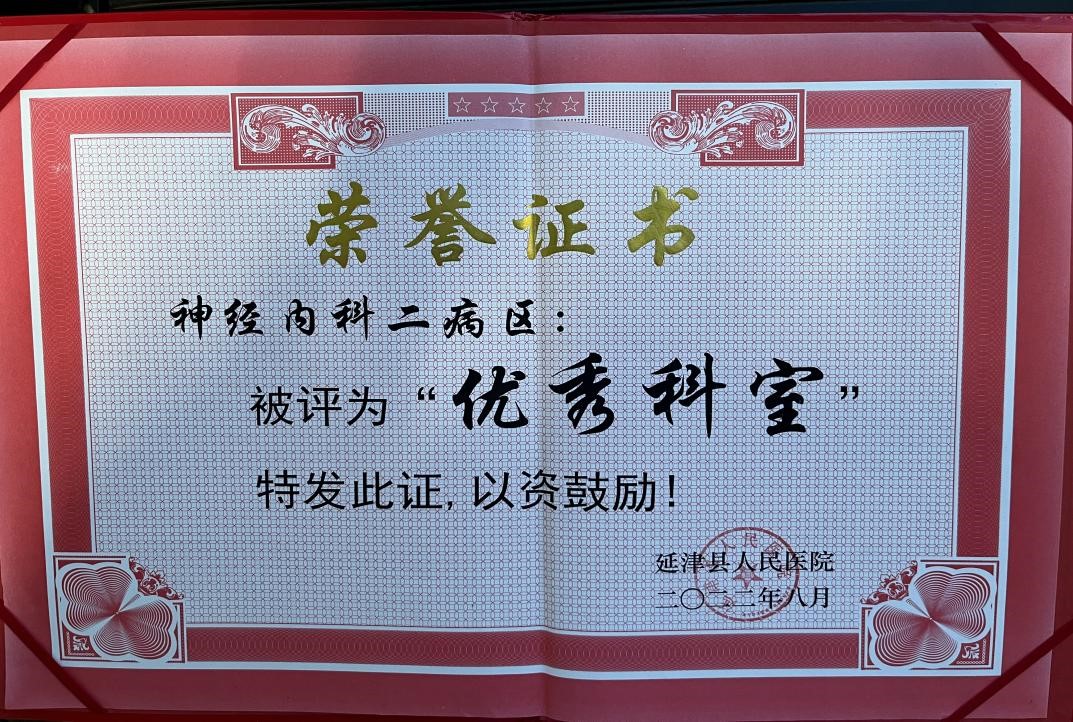 荣誉证书
神经内科二病区:
被评为“优秀科室”
特发此证,以资鼓励!
延津县人民医院
二〇二二年八月